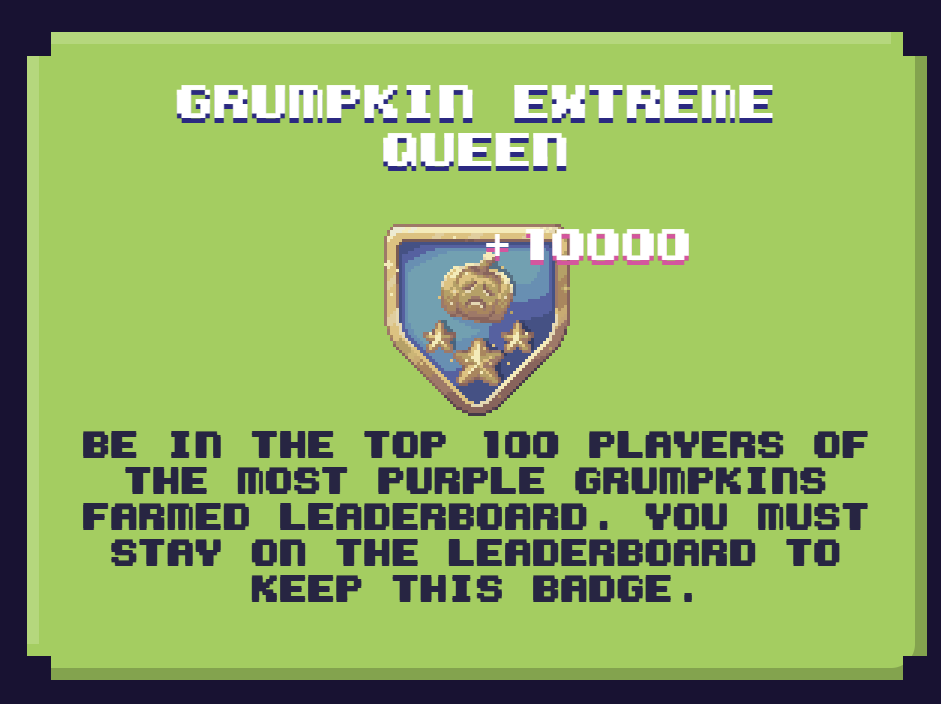 GRUMPKIN EXTREME
QUEEN
+10000
BE IN THE TOP 100 PLAYERS OF
THE MOST PURPLE GRUMPKINS
FARMED LEADERBOARD. YOU MUST
STAY ON THE LEADERBOARD TO
KEEP THIS BADGE.